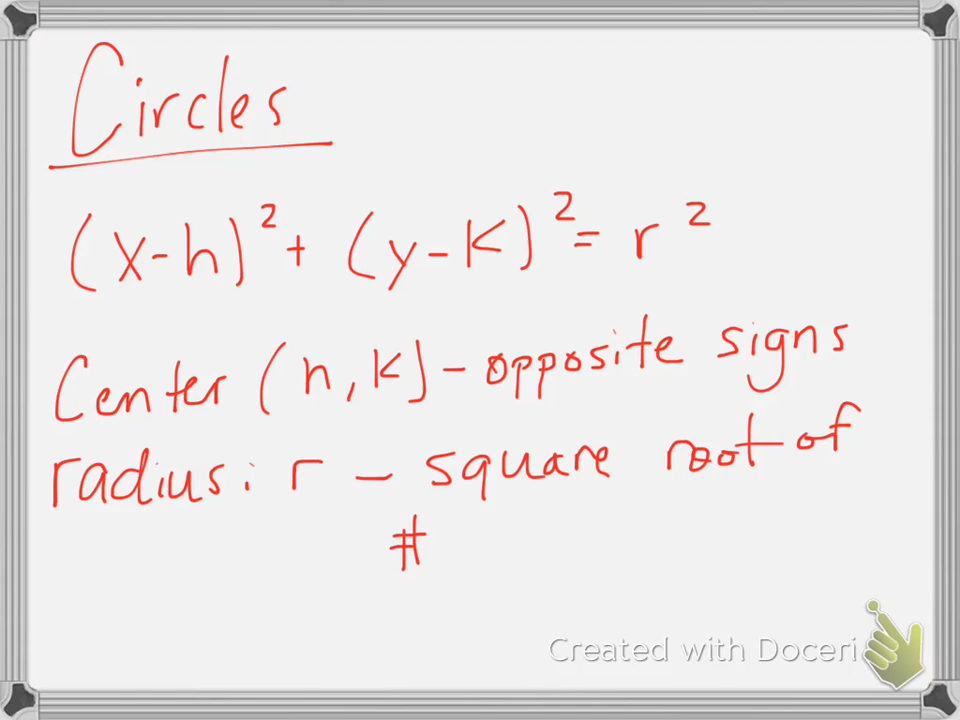 Circles
(x-h)² + (y-k)² = r²
Center (h,k) - opposite signs
radius: r - square root of
#
Created with Doceri